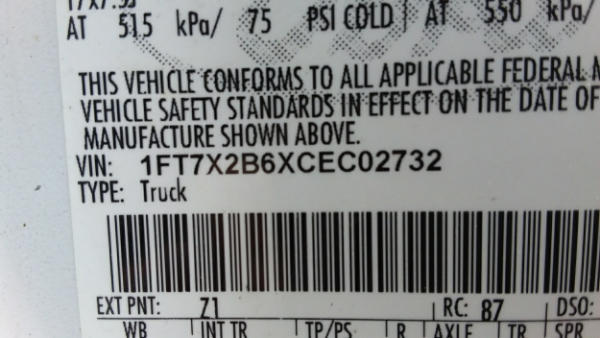 AT 515 kPa/ 75 PSI COLD AT 550 kPa/
THIS VEHICLE CONFORMS TO ALL APPLICABLE FEDERAL
VEHICLE SAFETY STANDARDS IN EFFECT ON THE DATE OF
MANUFACTURE SHOWN ABOVE.
VIN: 1FT7X2B6XCEC02732
TYPE: Truck
EXT PNT: Z1 RC: 87 DSO:
WB INT TR TP/PS R AXLE TR SPR